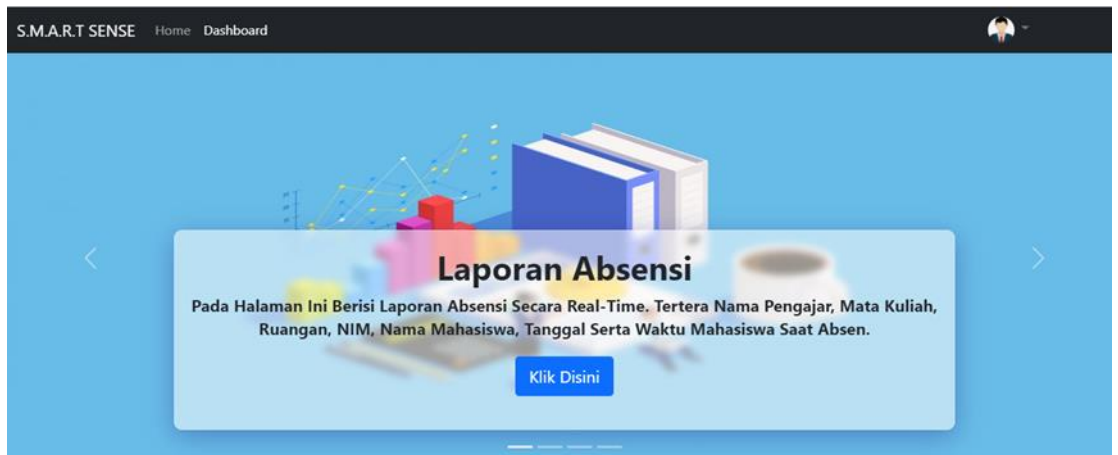 S.M.A.R.T SENSE Home Dashboard
Laporan Absensi
Pada Halaman Ini Berisi Laporan Absensi Secara Real-Time. Tertera Nama Pengajar, Mata Kuliah,
Ruangan, NIM, Nama Mahasiswa, Tanggal Serta Waktu Mahasiswa Saat Absen.
Klik Disini